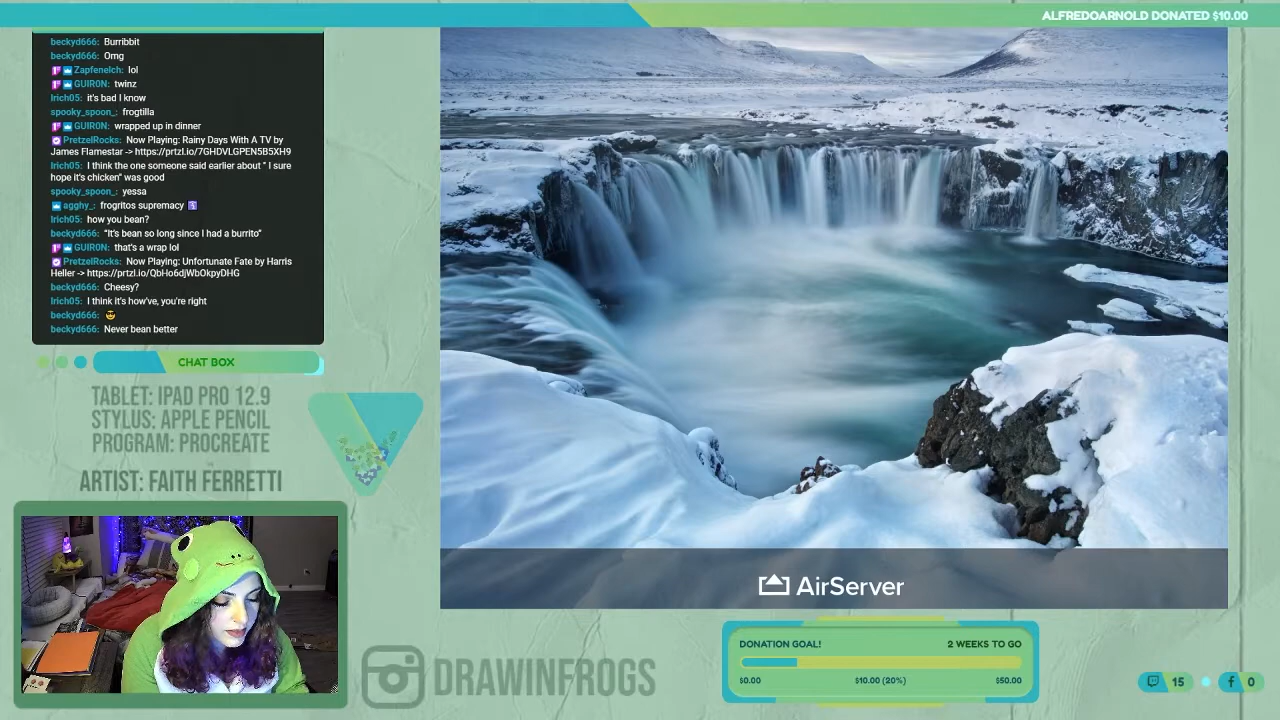 ALFREDOARNOLD DONATED $10.00
beckyd666: Burribbit
beckyd666: Omg
Zapfenelch: lol
GUIR0N: twinz
lrich05: it's bad I know
spooky_spoon_: frogtilla
GUIR0N: wrapped up in dinner
PretzelRocks: Now Playing: Rainy Days With A TV by
James Flamestar -> https://prtzl.io/7GHDVLGPEN5B5XH9
lrich05: I think the one someone said earlier about " I sure
hope it's chicken" was good
spooky_spoon_: yessa
agghy_: frogritos supremacy
lrich05: how you bean?
beckyd666: "It's bean so long since I had a burrito"
GUIR0N: that's a wrap lol
PretzelRocks: Now Playing: Unfortunate Fate by Harris
Heller -> https://prtzl.io/QbHo6djWbOkpyDHG
beckyd666: Cheesy?
lrich05: I think it's how've, you're right
beckyd666: 😎
beckyd666: Never bean better
CHAT BOX
TABLET: IPAD PRO 12.9
STYLUS: APPLE PENCIL
PROGRAM: PROCREATE
ARTIST: FAITH FERRETTI
AirServer
DRAWINFROGS
DONATION GOAL! 2 WEEKS TO GO
$0.00 $10.00 (20%) $50.00
15 0